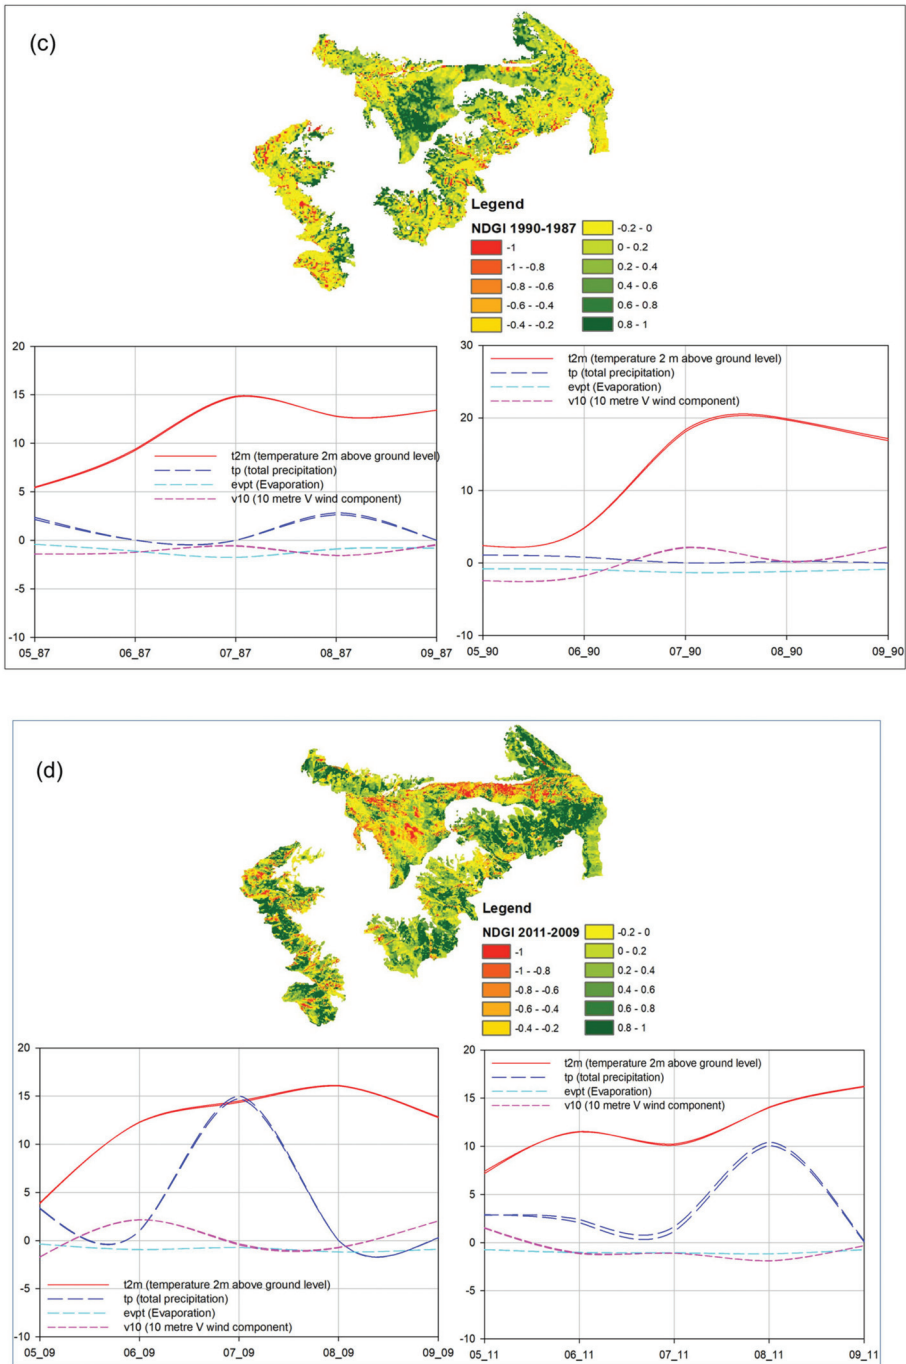 (c)
Legend
NDGI 1990-1987
-1
-1 - -0.8
-0.8 - -0.6
-0.6 - -0.4
-0.4 - -0.2
-0.2 - 0
0 - 0.2
0.2 - 0.4
0.4 - 0.6
0.6 - 0.8
0.8 - 1
20
15
10
5
0
-5
-10
t2m (temperature 2m above ground level)
tp (total precipitation)
evpt (Evaporation)
v10 (10 metre V wind component)
05_87
06_87
07_87
08_87
09_87
30
20
10
0
-10
t2m (temperature 2 m above ground level)
tp (total precipitation)
evpt (Evaporation)
v10 (10 metre V wind component)
05_90
06_90
07_90
08_90
09_90
(d)
Legend
NDGI 2011-2009
-1
-1 - -0.8
-0.8 - -0.6
-0.6 - -0.4
-0.4 - -0.2
-0.2 - 0
0 - 0.2
0.2 - 0.4
0.4 - 0.6
0.6 - 0.8
0.8 - 1
20
15
10
5
0
-5
-10
t2m (temperature 2m above ground level)
tp (total precipitation)
evpt (Evaporation)
v10 (10 metre V wind component)
05_09
06_09
07_09
08_09
09_09
20
15
10
5
0
-5
-10
t2m (temperature 2m above ground level)
tp (total precipitation)
evpt (Evaporation)
v10 (10 metre V wind component)
05_11
06_11
07_11
08_11
09_11